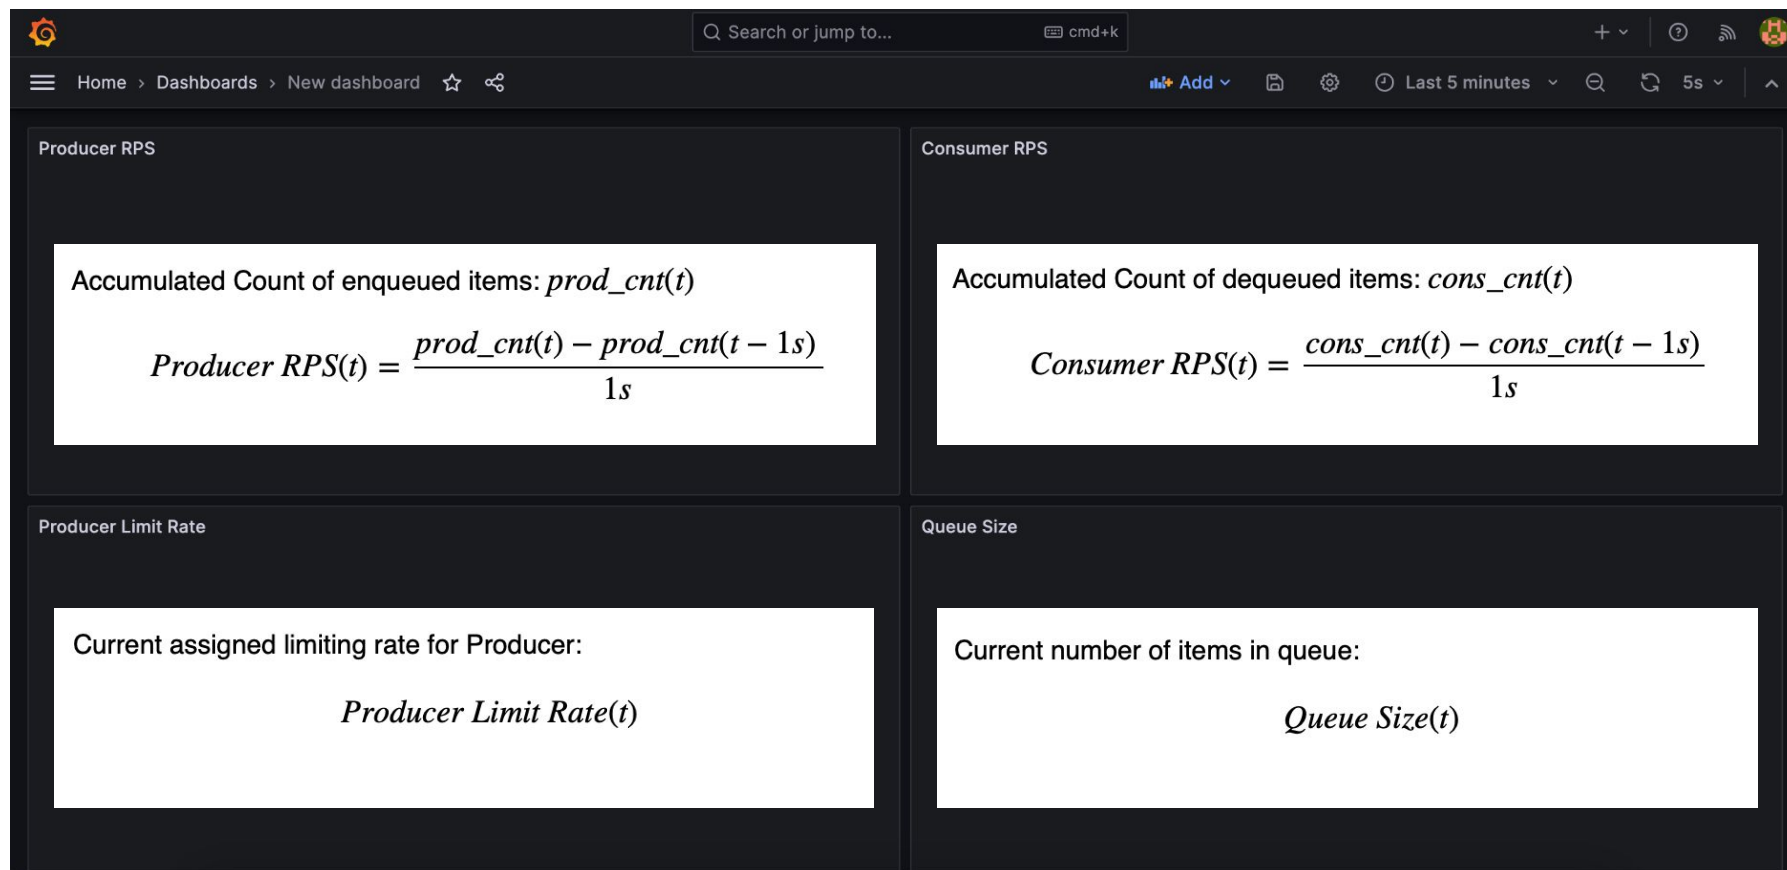 Search or jump to... cmd+k
Home › Dashboards › New dashboard Add Last 5 minutes 5s
Producer RPS
Accumulated Count of enqueued items: prod_cnt(t)
Producer RPS(t) = \frac{prod_cnt(t) − prod_cnt(t − 1s)}{1s}
Consumer RPS
Accumulated Count of dequeued items: cons_cnt(t)
Consumer RPS(t) = \frac{cons_cnt(t) − cons_cnt(t − 1s)}{1s}
Producer Limit Rate
Current assigned limiting rate for Producer:
Producer Limit Rate(t)
Queue Size
Current number of items in queue:
Queue Size(t)